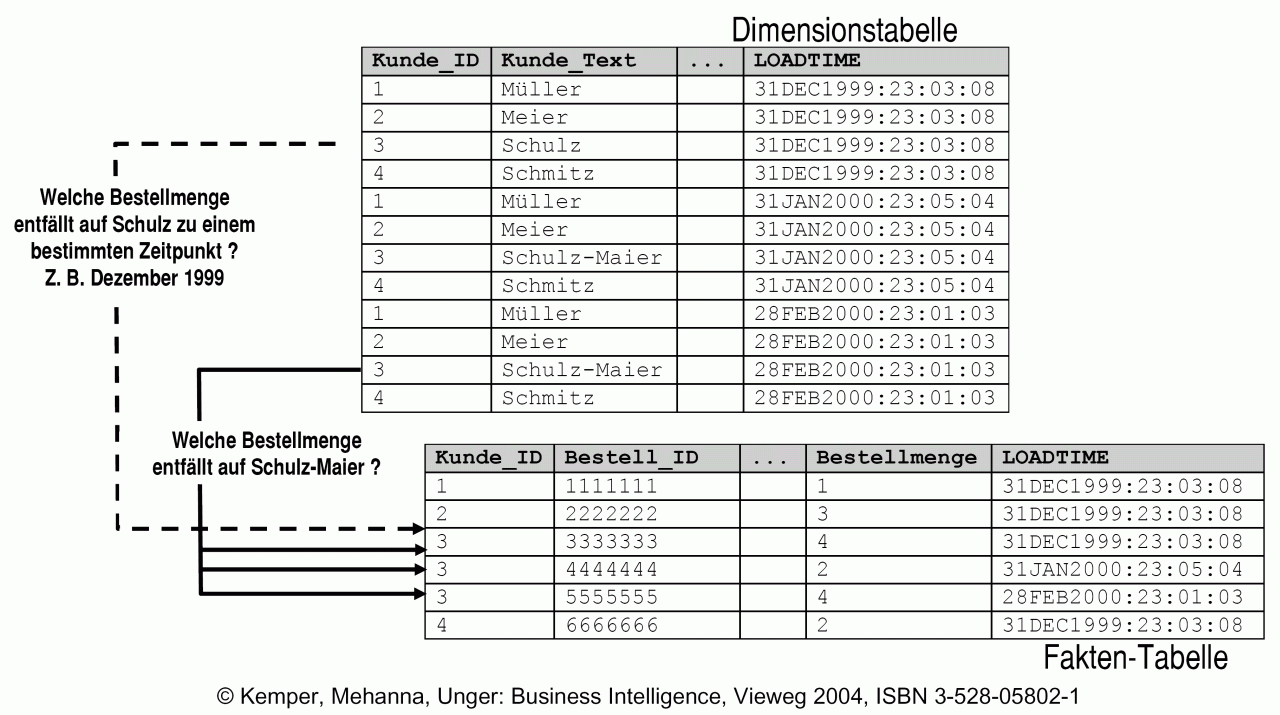 Dimensionstabelle
Kunde_ID Kunde_Text ... LOADTIME
1 Müller 31DEC1999:23:03:08
2 Meier 31DEC1999:23:03:08
3 Schulz 31DEC1999:23:03:08
4 Schmitz 31DEC1999:23:03:08
1 Müller 31JAN2000:23:05:04
2 Meier 31JAN2000:23:05:04
3 Schulz-Maier 31JAN2000:23:05:04
4 Schmitz 31JAN2000:23:05:04
1 Müller 28FEB2000:23:01:03
2 Meier 28FEB2000:23:01:03
3 Schulz-Maier 28FEB2000:23:01:03
4 Schmitz 28FEB2000:23:01:03
Welche Bestellmenge
entfällt auf Schulz zu einem
bestimmten Zeitpunkt ?
Z. B. Dezember 1999
Welche Bestellmenge
entfällt auf Schulz-Maier ?
Kunde_ID Bestell_ID ... Bestellmenge LOADTIME
1 1111111 1 31DEC1999:23:03:08
2 2222222 3 31DEC1999:23:03:08
3 3333333 4 31DEC1999:23:03:08
3 4444444 2 31JAN2000:23:05:04
3 5555555 4 28FEB2000:23:01:03
4 6666666 2 31DEC1999:23:03:08
Fakten-Tabelle
© Kemper, Mehanna, Unger: Business Intelligence, Vieweg 2004, ISBN 3-528-05802-1